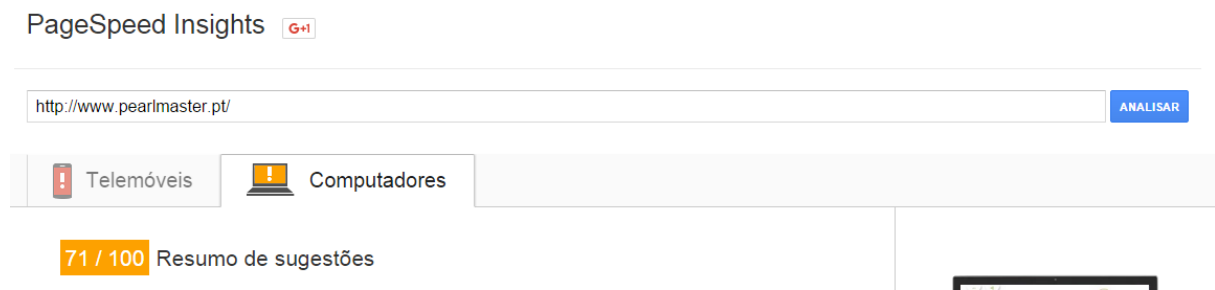 PageSpeed Insights G+1
http://www.pearlmaster.pt/ ANALISAR
Telemóveis Computadores
71 / 100 Resumo de sugestões